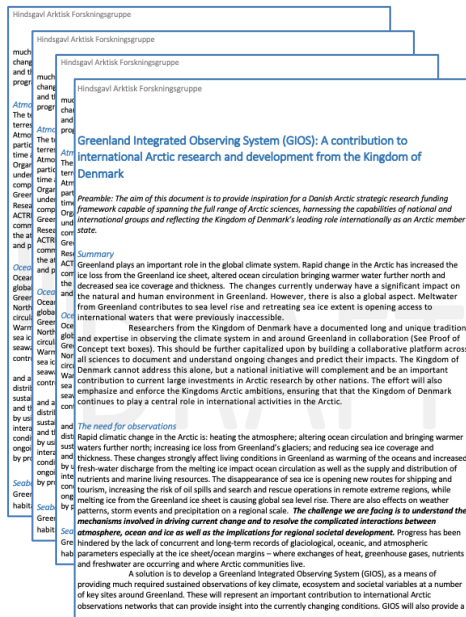 Hindsgavl Arktisk Forskningsgruppe
Hindsgavl Arktisk Forskningsgruppe
Hindsgavl Arktisk Forskningsgruppe
Hindsgavl Arktisk Forskningsgruppe
Greenland Integrated Observing System (GIOS): A contribution to
international Arctic research and development from the Kingdom of
Denmark
Preamble: The aim of this document is to provide inspiration for a Danish Arctic strategic research funding
framework capable of spanning the full range of Arctic sciences, harnessing the capabilities of national and
international groups and reflecting the Kingdom of Denmark's leading role internationally as an Arctic member
state.
Summary
Greenland plays an important role in the global climate system. Rapid change in the Arctic has increased the
ice loss from the Greenland ice sheet, altered ocean circulation bringing warmer water further north and
decreased sea ice coverage and thickness. The changes currently underway have a significant impact on
the natural and human environment in Greenland. However, there is also a global aspect. Meltwater
from Greenland contributes to sea level rise and retreating sea ice extent is opening access to
international waters that were previously inaccessible.
Researchers from the Kingdom of Denmark have documented long and unique tradition
and expertise in observing the climate system in and around Greenland in collaboration (See Proof of
Concept text boxes). This should be further capitalized upon by building a collaborative platform across
all sciences to document and understand ongoing changes and predict their impacts. The Kingdom of
Denmark cannot address this alone, but a national initiative will complement and be an important
contribution to current large investments in Arctic research by other nations. The effort will also
emphasize and enforce the Kingdoms Arctic ambitions, ensuring that that the Kingdom of Denmark
continues to play a central role in international activities in the Arctic.
The need for observations
Rapid climatic change in the Arctic is: heating the atmosphere; altering ocean circulation and bringing warmer
waters further north; increasing ice loss from Greenland's glaciers; and reducing sea ice coverage and
thickness. These changes strongly affect living conditions in Greenland as warming of the oceans and increased
fresh-water discharge from the melting ice impact ocean circulation as well as the supply and distribution of
nutrients and marine living resources. The disappearance of sea ice is opening new routes for shipping and
tourism, increasing the risk of oil spills and search and rescue operations in remote extreme regions, while
melting ice from the Greenland ice sheet is causing global sea level rise. There are also effects on weather
patterns, storm events and precipitation on a regional scale. The challenge we are facing is to understand the
mechanisms involved in driving current change and to resolve the complicated interactions between
atmosphere, ocean and ice as well as the implications for regional societal development. Progress has been
hindered by the lack of concurrent and long-term records of glaciological, oceanic, and atmospheric
parameters especially at the ice sheet/ocean margins – where exchanges of heat, greenhouse gases, nutrients
and freshwater are occurring and where Arctic communities live.
A solution is to develop a Greenland Integrated Observing System (GIOS), as a means of
providing much required sustained observations of key climate, ecosystem and societal variables at a number
of key sites around Greenland. These will represent an important contribution to international Arctic
observations networks that can provide insight into the currently changing conditions. GIOS will also provide a